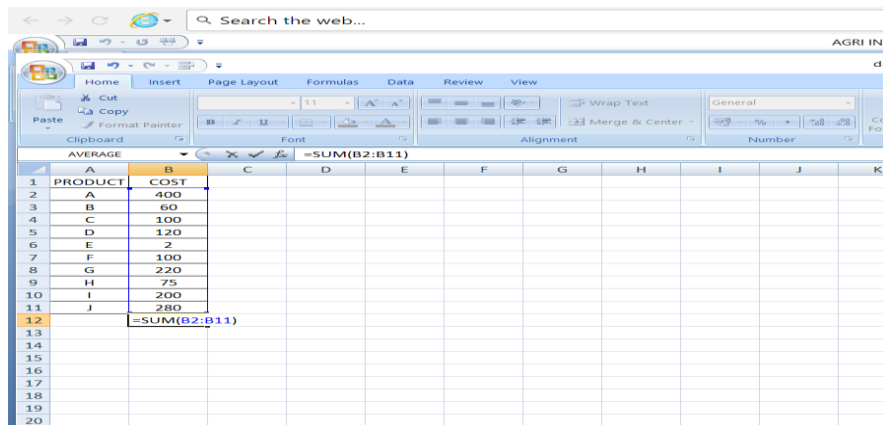 Search the web...
AGRI IN
d
Home Insert Page Layout Formulas Data Review View
Cut
Copy
Format Painter
Paste
11
A A
B I U
Wrap Text
Merge & Center
General
%
Clipboard Font Alignment Number
AVERAGE fx =SUM(B2:B11)
A B C D E F G H I J K
1 PRODUCT COST
2 A 400
3 B 60
4 C 100
5 D 120
6 E 2
7 F 100
8 G 220
9 H 75
10 I 200
11 J 280
12 =SUM(B2:B11)
13
14
15
16
17
18
19
20